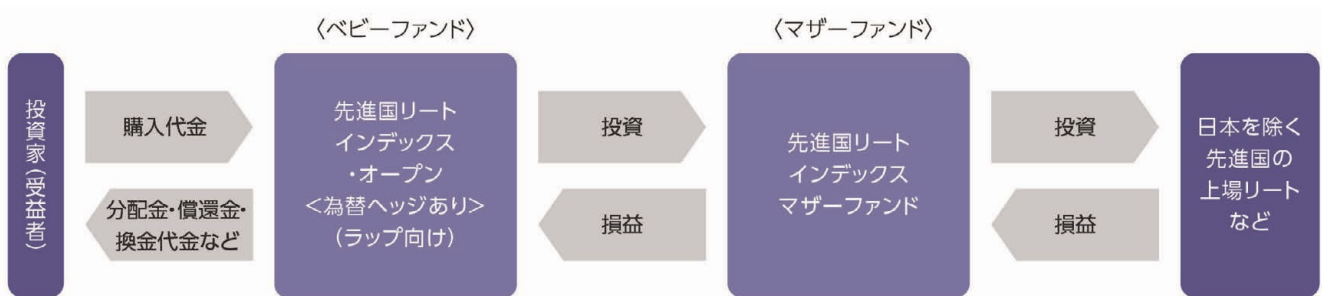 〈ベビーファンド〉
〈マザーファンド〉
投資家(受益者)
購入代金
分配金・償還金・
換金代金など
先進国リート
インデックス
・オープン
<為替ヘッジあり>
(ラップ向け)
投資
損益
先進国リート
インデックス
マザーファンド
投資
損益
日本を除く
先進国の
上場リート
など